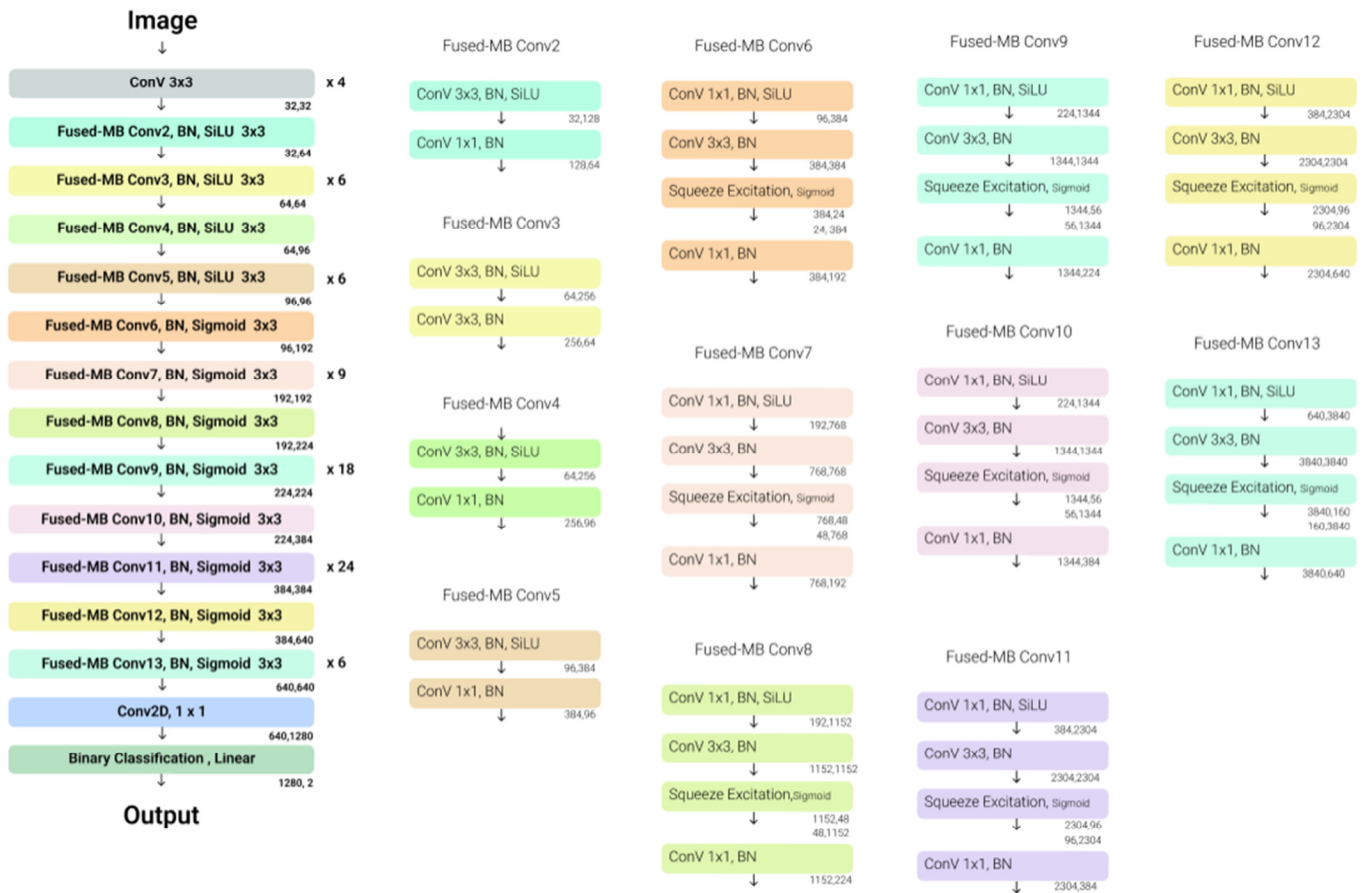 Image
ConV 3x3
x 4
32,32
Fused-MB Conv2, BN, SiLU 3x3
32,64
Fused-MB Conv3, BN, SiLU 3x3
x 6
64,64
Fused-MB Conv4, BN, SiLU 3x3
64,96
Fused-MB Conv5, BN, SiLU 3x3
x 6
96,96
Fused-MB Conv6, BN, Sigmoid 3x3
96,192
Fused-MB Conv7, BN, Sigmoid 3x3
x 9
192,192
Fused-MB Conv8, BN, Sigmoid 3x3
192,224
Fused-MB Conv9, BN, Sigmoid 3x3
x 18
224,224
Fused-MB Conv10, BN, Sigmoid 3x3
224,384
Fused-MB Conv11, BN, Sigmoid 3x3
x 24
384,384
Fused-MB Conv12, BN, Sigmoid 3x3
384,640
Fused-MB Conv13, BN, Sigmoid 3x3
x 6
640,640
Conv2D, 1 x 1
640,1280
Binary Classification , Linear
1280, 2
Output
Fused-MB Conv2
ConV 3x3, BN, SiLU
32,128
ConV 1x1, BN
128,64
Fused-MB Conv3
ConV 3x3, BN, SiLU
64,256
ConV 3x3, BN
256,64
Fused-MB Conv4
ConV 3x3, BN, SiLU
64,256
ConV 1x1, BN
256,96
Fused-MB Conv5
ConV 3x3, BN, SiLU
96,384
ConV 1x1, BN
384,96
Fused-MB Conv6
ConV 1x1, BN, SiLU
96,384
ConV 3x3, BN
384,384
Squeeze Excitation, Sigmoid
384,24
24, 384
ConV 1x1, BN
384,192
Fused-MB Conv7
ConV 1x1, BN, SiLU
192,768
ConV 3x3, BN
768,768
Squeeze Excitation, Sigmoid
768,48
48,768
ConV 1x1, BN
768,192
Fused-MB Conv8
ConV 1x1, BN, SiLU
192,1152
ConV 3x3, BN
1152,1152
Squeeze Excitation,Sigmoid
1152,48
48,1152
ConV 1x1, BN
1152,224
Fused-MB Conv9
ConV 1x1, BN, SiLU
224,1344
ConV 3x3, BN
1344,1344
Squeeze Excitation, Sigmoid
1344,56
56,1344
ConV 1x1, BN
1344,224
Fused-MB Conv10
ConV 1x1, BN, SiLU
224,1344
ConV 3x3, BN
1344,1344
Squeeze Excitation, Sigmoid
1344,56
56,1344
ConV 1x1, BN
1344,384
Fused-MB Conv11
ConV 1x1, BN, SiLU
384,2304
ConV 3x3, BN
2304,2304
Squeeze Excitation, Sigmoid
2304,96
96,2304
ConV 1x1, BN
2304,384
Fused-MB Conv12
ConV 1x1, BN, SiLU
384,2304
ConV 3x3, BN
2304,2304
Squeeze Excitation, Sigmoid
2304,96
96,2304
ConV 1x1, BN
2304,640
Fused-MB Conv13
ConV 1x1, BN, SiLU
640,3840
ConV 3x3, BN
3840,3840
Squeeze Excitation, Sigmoid
3840,160
160,3840
ConV 1x1, BN
3840,640